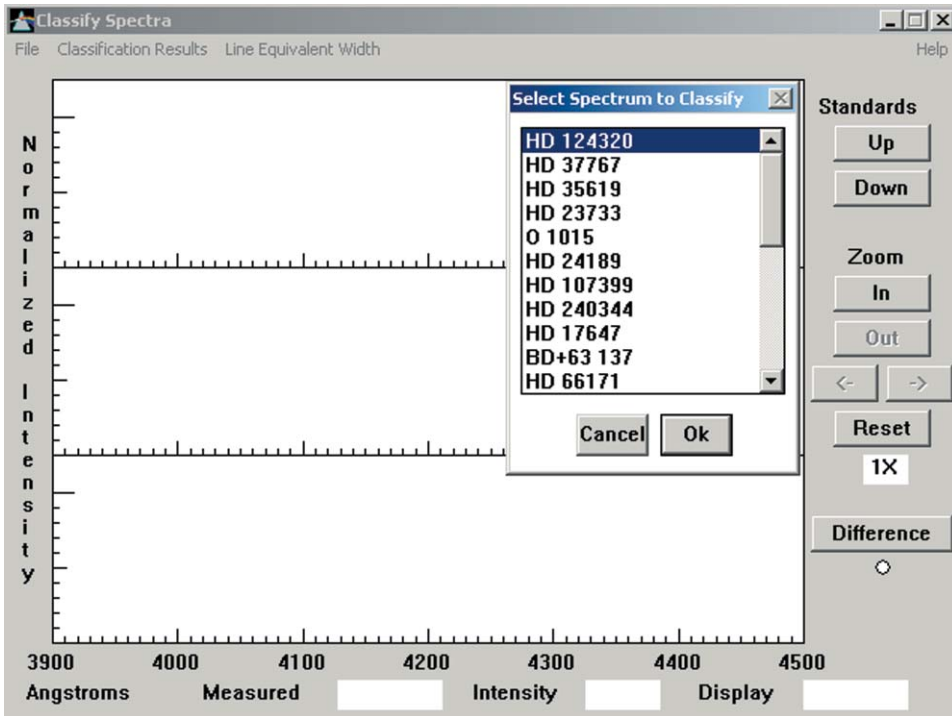 Classify Spectra
File Classification Results Line Equivalent Width Help
Normalized Intensity
Select Spectrum to Classify
HD 124320
HD 37767
HD 35619
HD 23733
O 1015
HD 24189
HD 107399
HD 240344
HD 17647
BD+63 137
HD 66171
Cancel Ok
Standards
Up
Down
Zoom
In
Out
<- ->
Reset
1X
Difference
3900 4000 4100 4200 4300 4400 4500
Angstroms Measured Intensity Display